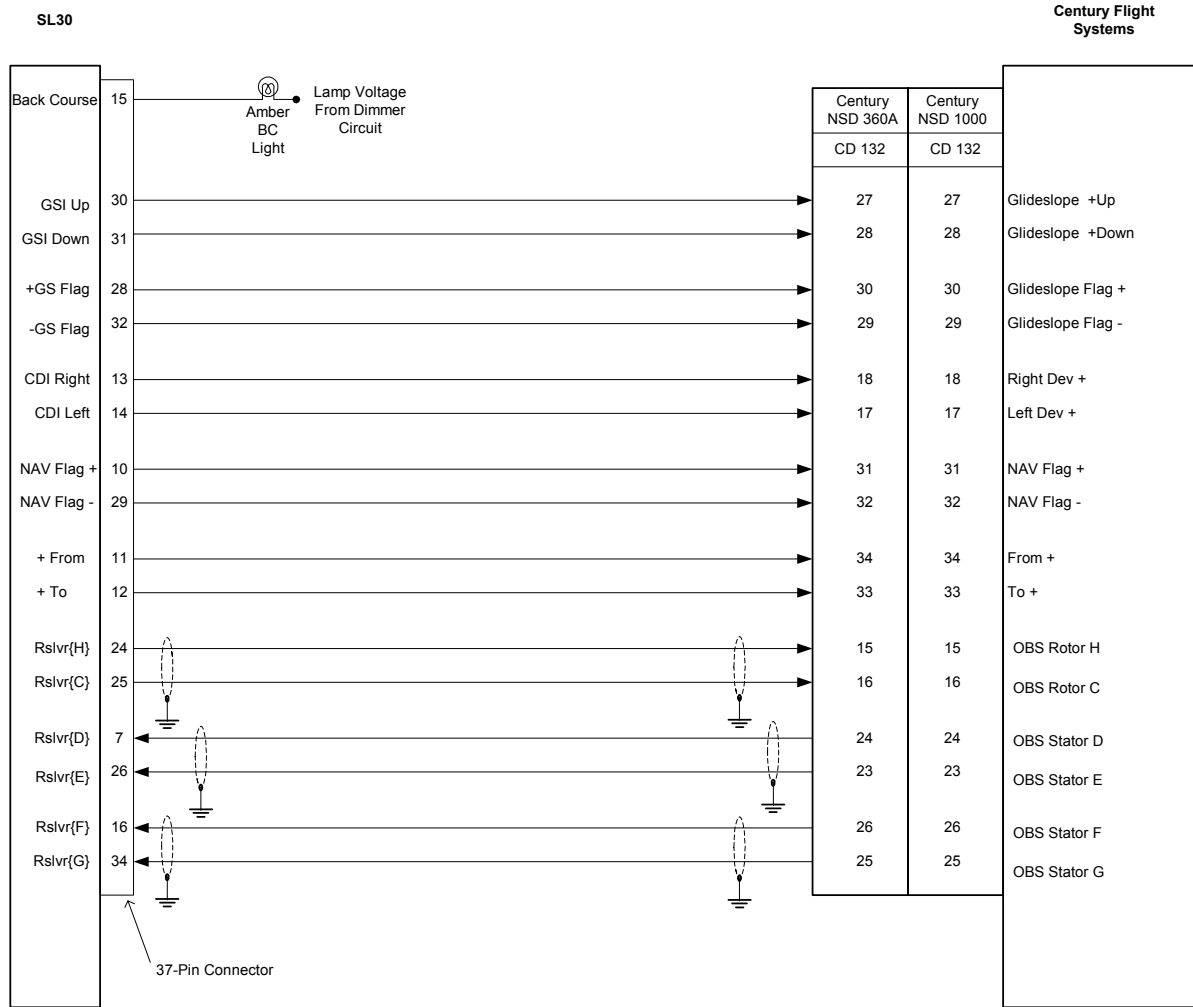 SL30
Century Flight
Systems
Back Course 15
Amber
BC
Light
Lamp Voltage
From Dimmer
Circuit
Century
NSD 360A
Century
NSD 1000
CD 132 CD 132
GSI Up 30 27 27 Glideslope +Up
GSI Down 31 28 28 Glideslope +Down
+GS Flag 28 30 30 Glideslope Flag +
-GS Flag 32 29 29 Glideslope Flag -
CDI Right 13 18 18 Right Dev +
CDI Left 14 17 17 Left Dev +
NAV Flag + 10 31 31 NAV Flag +
NAV Flag - 29 32 32 NAV Flag -
+ From 11 34 34 From +
+ To 12 33 33 To +
Rslvr{H} 24 15 15 OBS Rotor H
Rslvr{C} 25 16 16 OBS Rotor C
Rslvr{D} 7 24 24 OBS Stator D
Rslvr{E} 26 23 23 OBS Stator E
Rslvr{F} 16 26 26 OBS Stator F
Rslvr{G} 34 25 25 OBS Stator G
37-Pin Connector